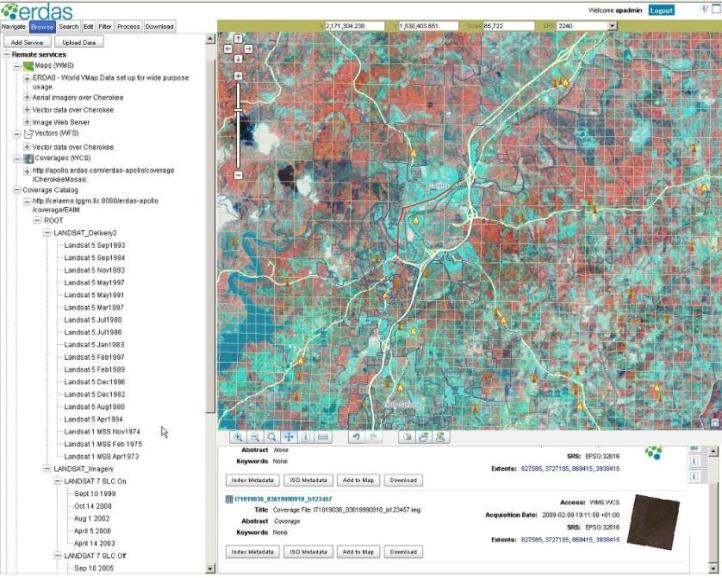 erdas
Welcome apadmin Logout
Navigate Browse Search Edit Filter Process Download
X 2,171,304.238 Y 1,538,403.651 Scale 85,722 SRS 2240
Add Service Upload Data
Remote services
Maps (WMS)
ERDAS - World VMap Data set up for wide purpose
usage.
Aerial imagery over Cherokee
Vector data over Cherokee
Image Web Server
Vectors (WFS)
Vector data over Cherokee
Coverages (WCS)
http://apollo.erdas.com/erdas-apollo/coverage
/CherokeeMosaic
Coverage Catalog
http://celaeno.lggm.llc:8080/erdas-apollo
/coverage/EAIM
ROOT
LANDSAT_Delivery2
Landsat 5 Sep1993
Landsat 5 Sep1984
Landsat 5 Nov1993
Landsat 5 May1997
Landsat 5 May1991
Landsat 5 Mar1997
Landsat 5 Jul1988
Landsat 5 Jul1986
Landsat 5 Jan1983
Landsat 5 Feb1997
Landsat 5 Feb1989
Landsat 5 Dec1996
Landsat 5 Dec1982
Landsat 5 Aug1988
Landsat 5 Apr1994
Landsat 1 MSS Nov1974
Landsat 1 MSS Feb 1975
Landsat 1 MSS Apr1973
LANDSAT_Imagery
LANDSAT 7 SLC On
Sept 10 1999
Oct 14 2000
Aug 1 2002
April 5 2000
April 14 2003
LANDSAT 7 SLC Off
Sep 10 2005
Abstract None
Keywords None
SRS: EPSG:32616
Extents: 627585, 3727185, 869415, 3938415
Index Metadata ISO Metadata Add to Map Download
l71019036_03619990910_b123457
Title Coverage File: l71019036_03619990910_b123457.img
Abstract Coverage
Keywords None
Access: WMS WCS
Acquisition Date: 2009-02-09 19:11:58 +01:00
SRS: EPSG:32616
Extents: 627585, 3727185, 869415, 3938415
Index Metadata ISO Metadata Add to Map Download